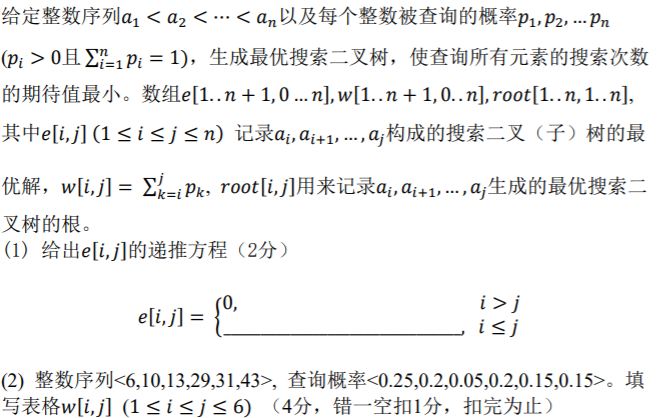 给定整数序列a₁ < a₂ < ⋯ < aₙ以及每个整数被查询的概率p₁, p₂, … pₙ
(pᵢ > 0且 ∑ⁿᵢ₌₁ pᵢ = 1)，生成最优搜索二叉树，使查询所有元素的搜索次数
的期待值最小。数组e[1..n + 1, 0 … n], w[1..n + 1, 0..n], root[1..n, 1..n],
其中e[i, j] (1 ≤ i ≤ j ≤ n) 记录aᵢ, aᵢ₊₁, … , aⱼ构成的搜索二叉（子）树的最
优解，w[i, j] = ∑ʲₖ₌ᵢ pₖ, root[i, j]用来记录aᵢ, aᵢ₊₁, … , aⱼ生成的最优搜索二
叉树的根。
(1) 给出e[i, j]的递推方程（2分）
e[i, j] = {0, i > j
____________________________, i ≤ j
(2) 整数序列<6,10,13,29,31,43>, 查询概率<0.25,0.2,0.05,0.2,0.15,0.15>。填
写表格w[i, j] (1 ≤ i ≤ j ≤ 6) （4分，错一空扣1分，扣完为止）